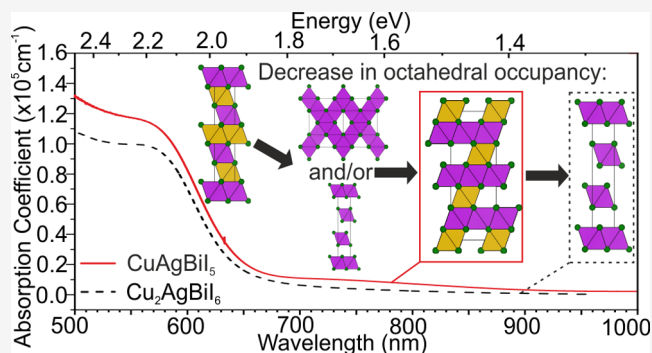 Energy (eV)
2.4 2.2 2.0 1.8 1.6 1.4
Absorption Coefficient (x10⁵cm⁻¹)
1.6
1.4
1.2
1.0
0.8
0.6
0.4
0.2
0.0
Decrease in octahedral occupancy:
and/or
CuAgBiI₅
Cu₂AgBiI₆
500 600 700 800 900 1000
Wavelength (nm)